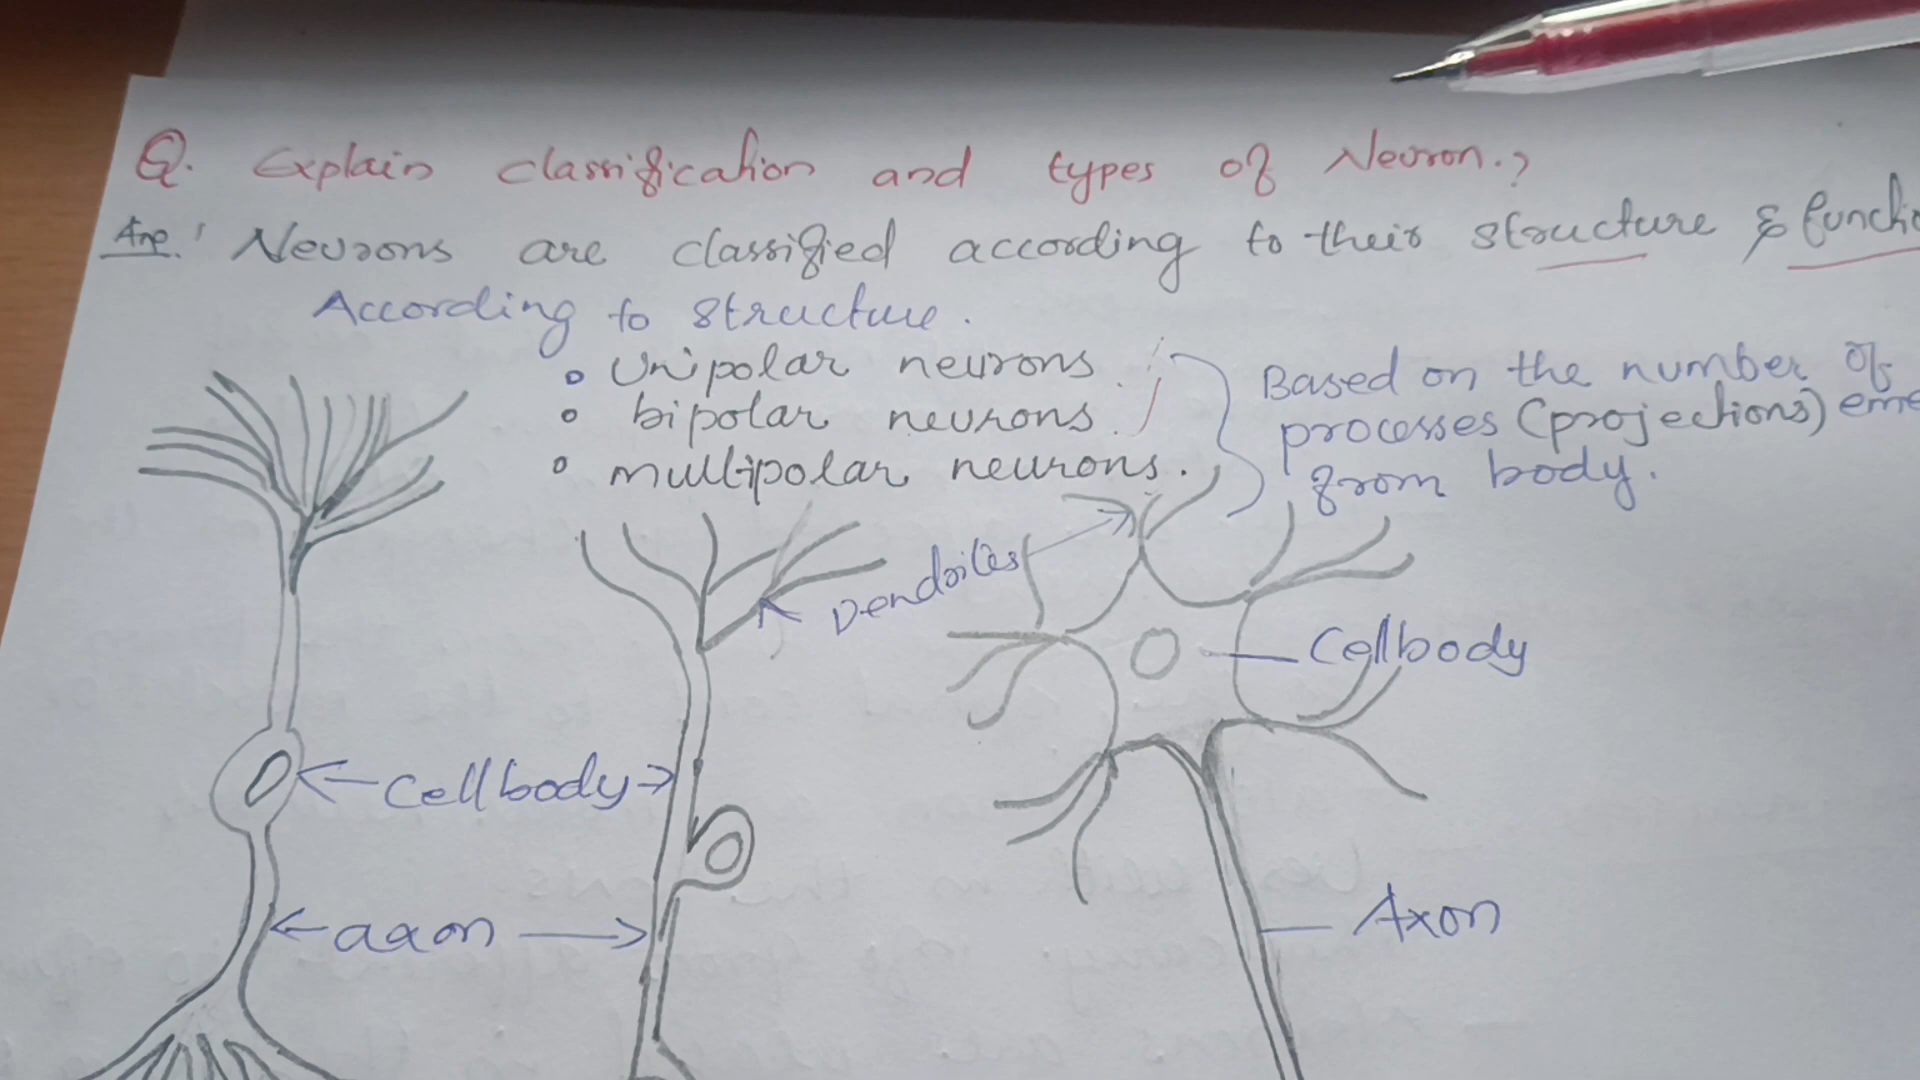 Q. Explain classification and types of Neuron.?
Ans! Neurons are classified according to their structure & functio
According to structure.
o Unipolar neurons.
o bipolar neurons.
o multipolar neurons.
Based on the number of
processes (projections) eme
from body.
Dendrites
Cellbody
Cellbody
axon
Axon